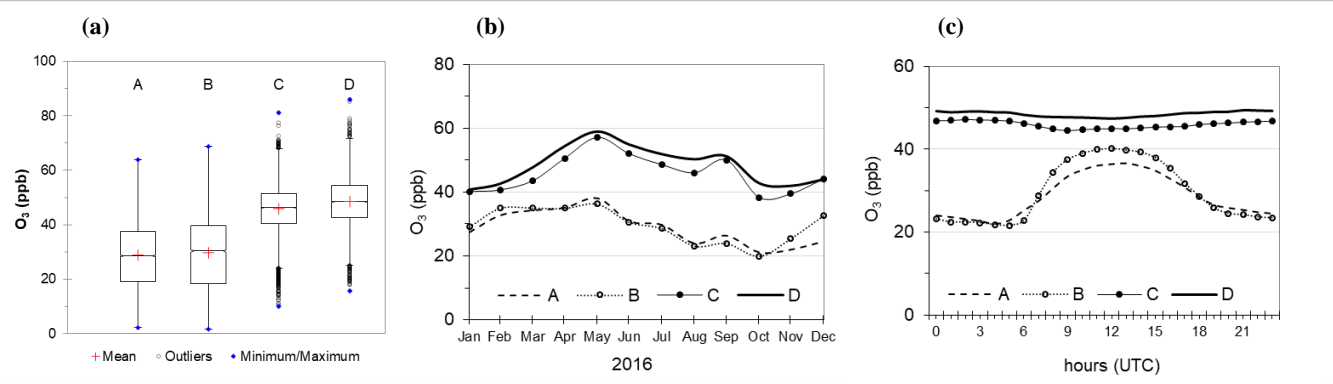 (a)
(b)
(c)
100
80
60
40
20
0
O3 (ppb)
A B C D
Mean Outliers Minimum/Maximum
80
60
40
20
0
O3 (ppb)
A B C D
Jan Feb Mar Apr May Jun Jul Aug Sep Oct Nov Dec
2016
60
40
20
0
O3 (ppb)
A B C D
0 3 6 9 12 15 18 21
hours (UTC)